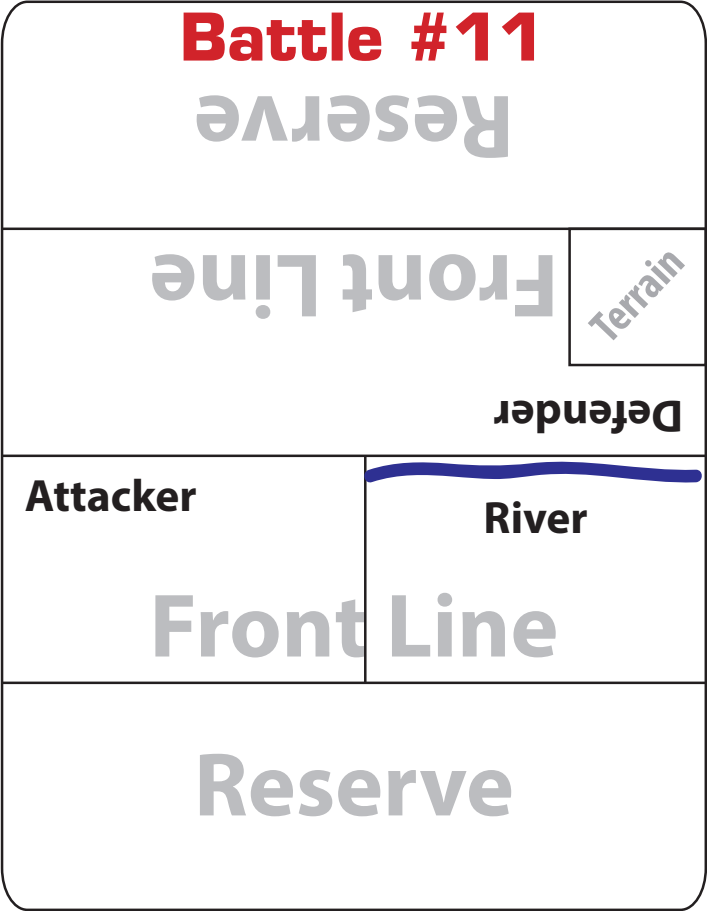 Battle #11
Reserve
Front Line
Terrain
Defender
Attacker
River
Front Line
Reserve